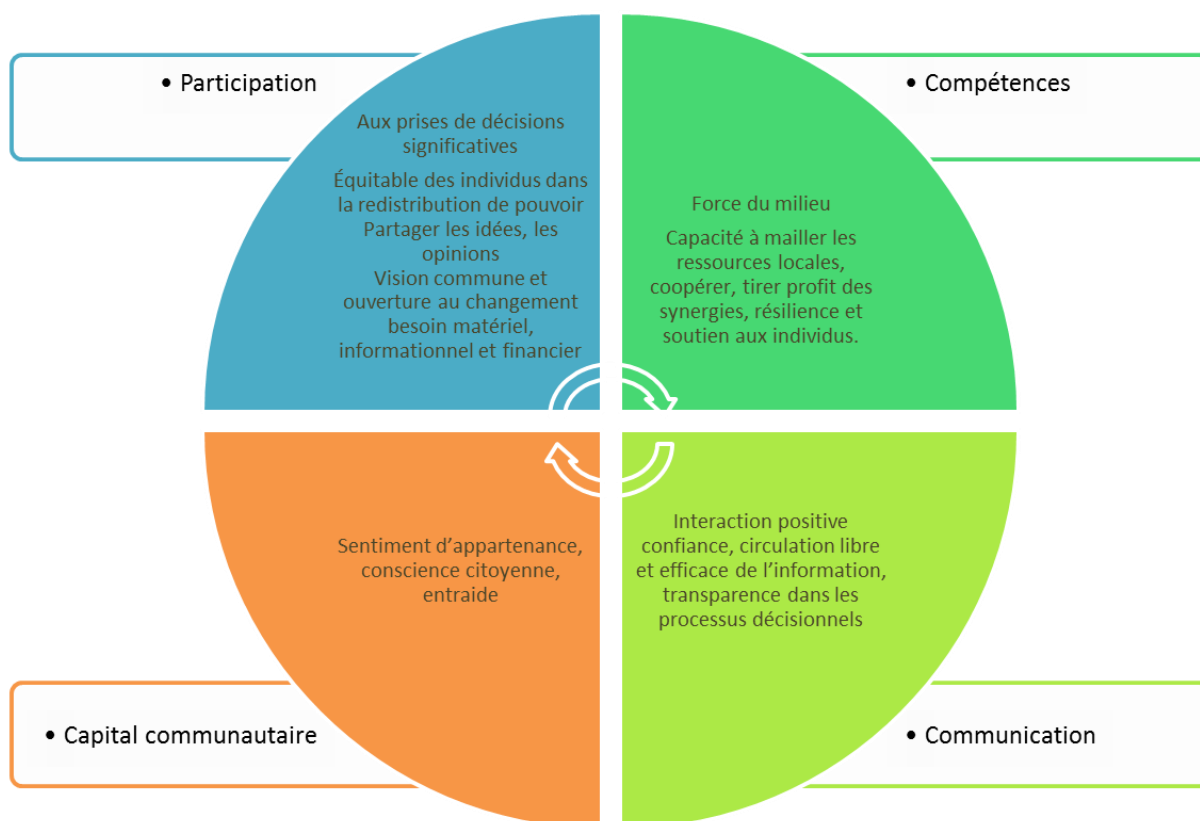 • Participation
Aux prises de décisions
significatives
Équitable des individus dans
la redistribution de pouvoir
Partager les idées, les
opinions
Vision commune et
ouverture au changement
besoin matériel,
informationnel et financier
• Compétences
Force du milieu
Capacité à mailler les
ressources locales,
coopérer, tirer profit des
synergies, résilience et
soutien aux individus.
Sentiment d’appartenance,
conscience citoyenne,
entraide
• Capital communautaire
Interaction positive
confiance, circulation libre
et efficace de l’information,
transparence dans les
processus décisionnels
• Communication